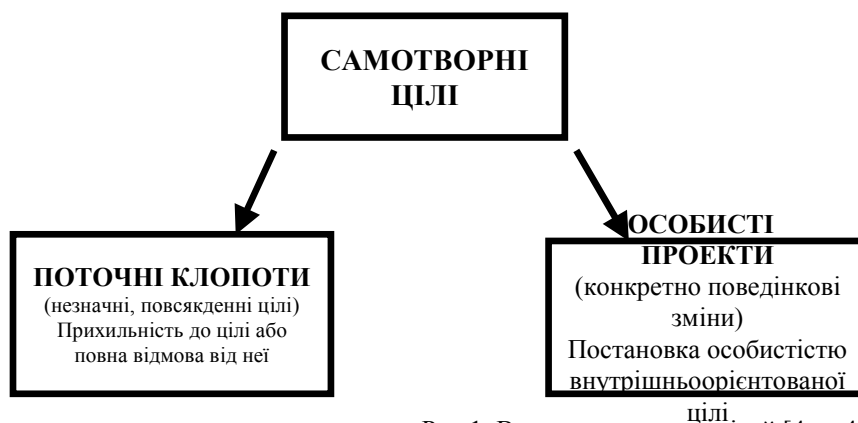 САМОТВОРНІ
ЦІЛІ
ПОТОЧНІ КЛОПОТИ
(незначні, повсякденні цілі)
Прихильність до цілі або
повна відмова від неї
ОСОБИСТІ
ПРОЕКТИ
(конкретно поведінкові
зміни)
Постановка особистістю
внутрішньоорієнтованої
цілі